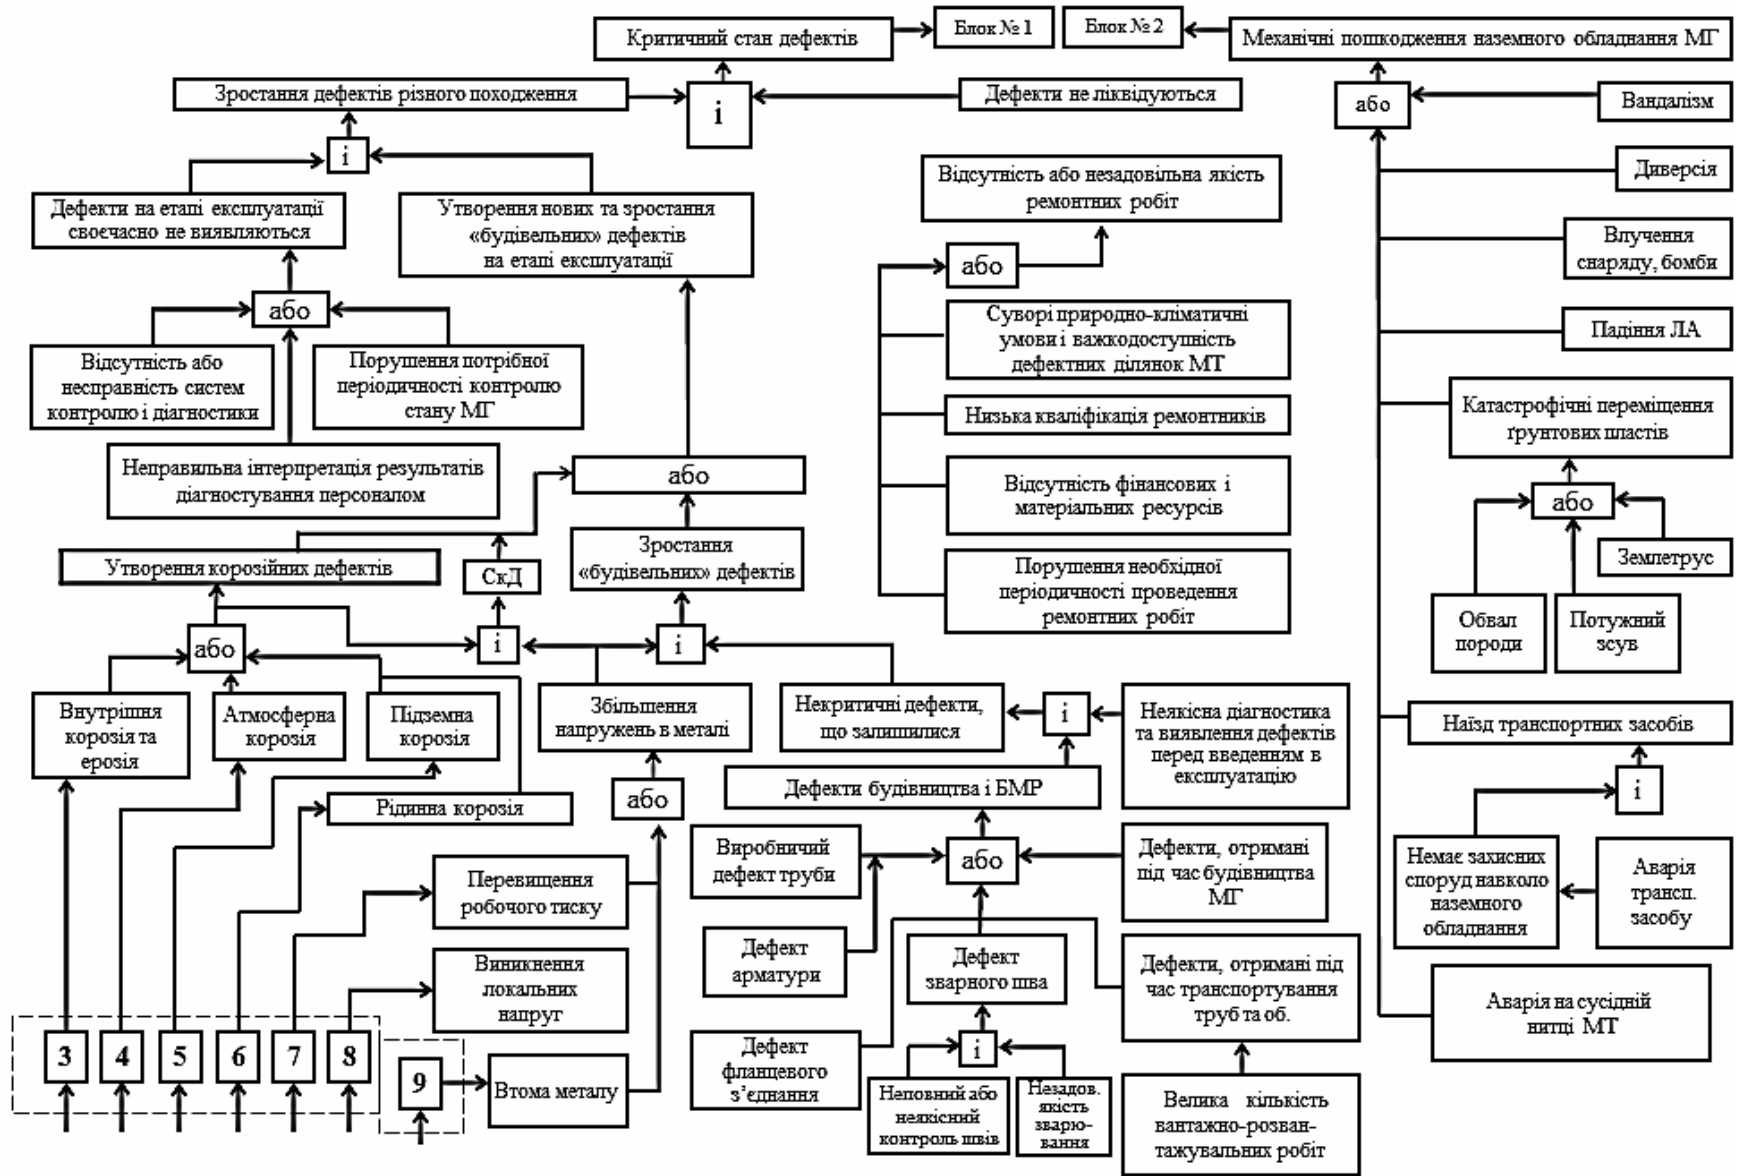 Критичний стан дефектів
Блок № 1
Блок № 2
Механічні пошкодження наземного обладнання МГ
Зростання дефектів різного походження
і
Дефекти не ліквідуються
або
Вандалізм
і
Диверсія
Дефекти на етапі експлуатації
своєчасно не виявляються
Утворення нових та зростання
«будівельних» дефектів
на етапі експлуатації
Відсутність або незадовільна якість
ремонтних робіт
Влучення
снаряду, бомби
або
або
Суворі природно-кліматичні
умови і важкодоступність
дефектних ділянок МТ
Падіння ЛА
Відсутність або
несправність систем
контролю і діагностики
Порушення потрібної
періодичності контролю
стану МГ
Низька кваліфікація ремонтників
Катастрофічні переміщення
ґрунтових пластів
Неправильна інтерпретація результатів
діагностування персоналом
або
Відсутність фінансових і
матеріальних ресурсів
або
Утворення корозійних дефектів
СкД
Зростання
«будівельних» дефектів
Порушення необхідної
періодичності проведення
ремонтних робіт
Землетрус
Обвал
породи
Потужний
зсув
або
і
і
Внутрішня
корозія та
ерозія
Атмосферна
корозія
Підземна
корозія
Збільшення
напружень в металі
Некритичні дефекти,
що залишилися
і
Неякісна діагностика
та виявлення дефектів
перед введенням в
експлуатацію
Наїзд транспортних засобів
і
Рідинна корозія
або
Дефекти будівництва і БМР
Виробничий
дефект труби
або
Дефекти, отримані
під час будівництва
МГ
Немає захисних
споруд навколо
наземного
обладнання
Аварія
трансп.
засобу
Перевищення
робочого тиску
Дефект
арматури
Дефект
зварного шва
Дефекти, отримані під
час транспортування
труб та об.
Виникнення
локальних
напруг
Аварія на сусідній
нитці МТ
3
4
5
6
7
8
9
Втома металу
Дефект
фланцевого
з’єднання
і
Неповний або
неякісний
контроль швів
Незадов.
якість
зварю-
вання
Велика кількість
вантажно-розван-
тажувальних робіт